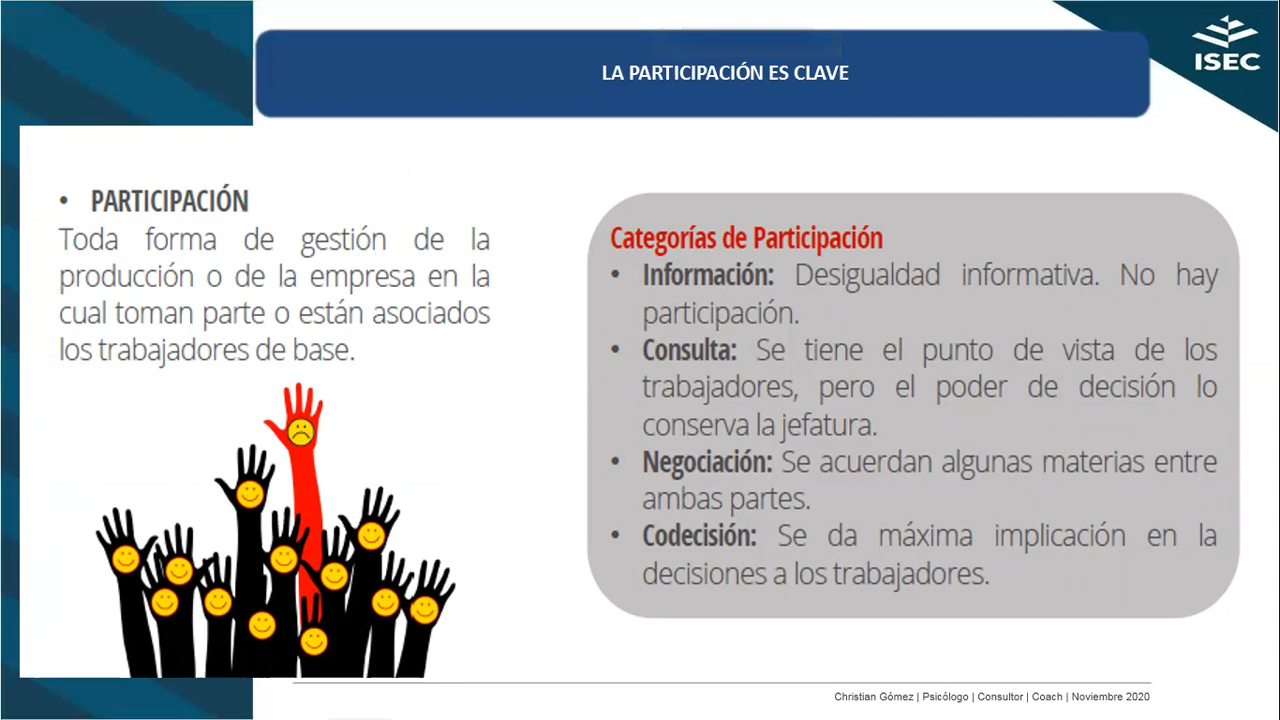 LA PARTICIPACIÓN ES CLAVE
ISEC
• PARTICIPACIÓN
Toda forma de gestión de la
producción o de la empresa en la
cual toman parte o están asociados
los trabajadores de base.
Categorías de Participación
• Información: Desigualdad informativa. No hay
participación.
• Consulta: Se tiene el punto de vista de los
trabajadores, pero el poder de decisión lo
conserva la jefatura.
• Negociación: Se acuerdan algunas materias entre
ambas partes.
• Codecisión: Se da máxima implicación en la
decisiones a los trabajadores.
Christian Gómez | Psicólogo | Consultor | Coach | Noviembre 2020